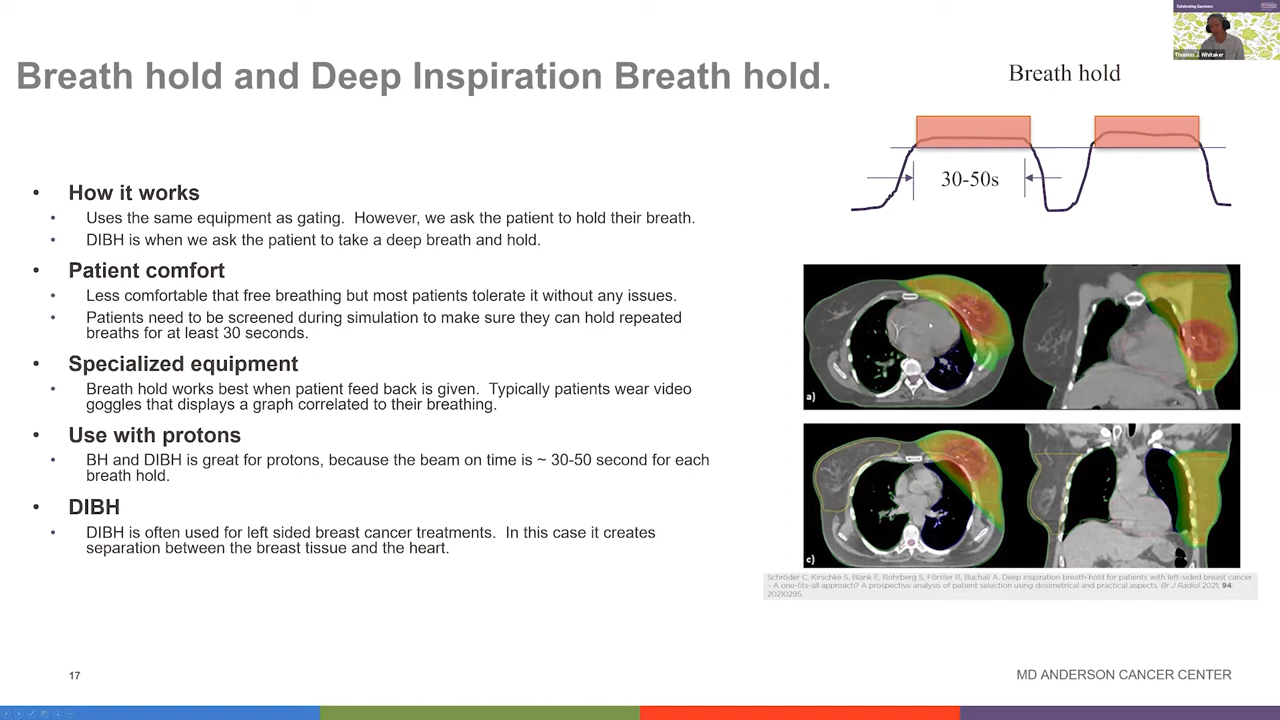 Celebrating Survivors
Thomas J. Whitaker
Breath hold and Deep Inspiration Breath hold.
Breath hold
30-50s
• How it works
• Uses the same equipment as gating. However, we ask the patient to hold their breath.
• DIBH is when we ask the patient to take a deep breath and hold.
• Patient comfort
• Less comfortable that free breathing but most patients tolerate it without any issues.
• Patients need to be screened during simulation to make sure they can hold repeated
breaths for at least 30 seconds.
• Specialized equipment
• Breath hold works best when patient feed back is given. Typically patients wear video
goggles that displays a graph correlated to their breathing.
• Use with protons
• BH and DIBH is great for protons, because the beam on time is ~ 30-50 second for each
breath hold.
• DIBH
• DIBH is often used for left sided breast cancer treatments. In this case it creates
separation between the breast tissue and the heart.
a)
c)
Schröder C, Kirschke S, Blank E, Rohrberg S, Förster R, Buchali A. Deep inspiration breath-hold for patients with left-sided breast cancer
– A one-fits-all approach? A prospective analysis of patient selection using dosimetrical and practical aspects. Br J Radiol 2021; 94:
20210295.
17
MD ANDERSON CANCER CENTER